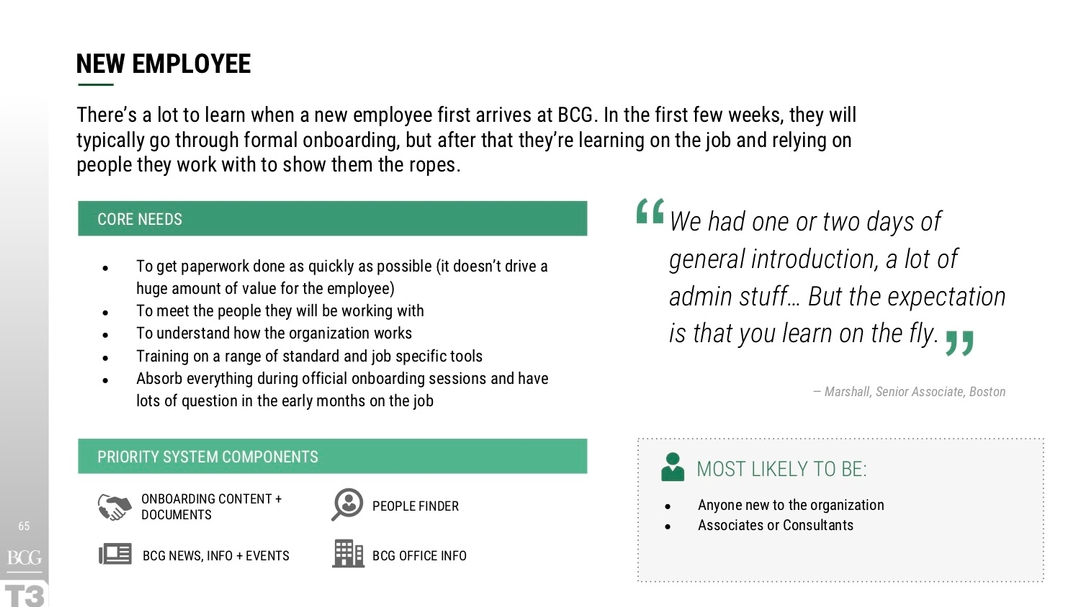 NEW EMPLOYEE
There's a lot to learn when a new employee first arrives at BCG. In the first few weeks, they will
typically go through formal onboarding, but after that they're learning on the job and relying on
people they work with to show them the ropes.
CORE NEEDS
• To get paperwork done as quickly as possible (it doesn't drive a
huge amount of value for the employee)
• To meet the people they will be working with
• To understand how the organization works
• Training on a range of standard and job specific tools
• Absorb everything during official onboarding sessions and have
lots of question in the early months on the job
PRIORITY SYSTEM COMPONENTS
ONBOARDING CONTENT +
DOCUMENTS
PEOPLE FINDER
BCG NEWS, INFO + EVENTS
BCG OFFICE INFO
“We had one or two days of
general introduction, a lot of
admin stuff... But the expectation
is that you learn on the fly.”
— Marshall, Senior Associate, Boston
MOST LIKELY TO BE:
• Anyone new to the organization
• Associates or Consultants
65
BCG
T3